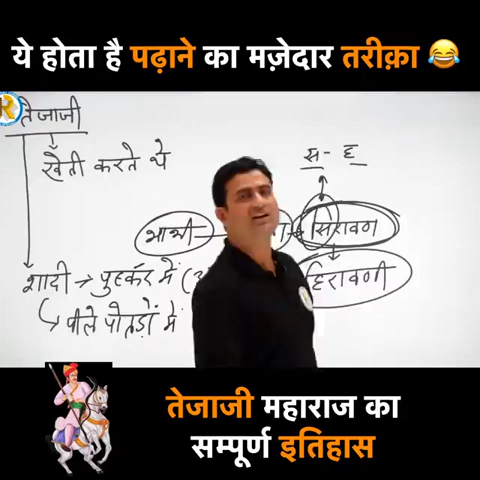 ये होता है पढ़ाने का मज़ेदार तरीक़ा 😂
तेजाजी
खेती करते थे
स - ह
भाभी
सिरावण
हिरावणी
शादी → पुष्कर में
पीले पोतड़ों में
तेजाजी महाराज का
सम्पूर्ण इतिहास